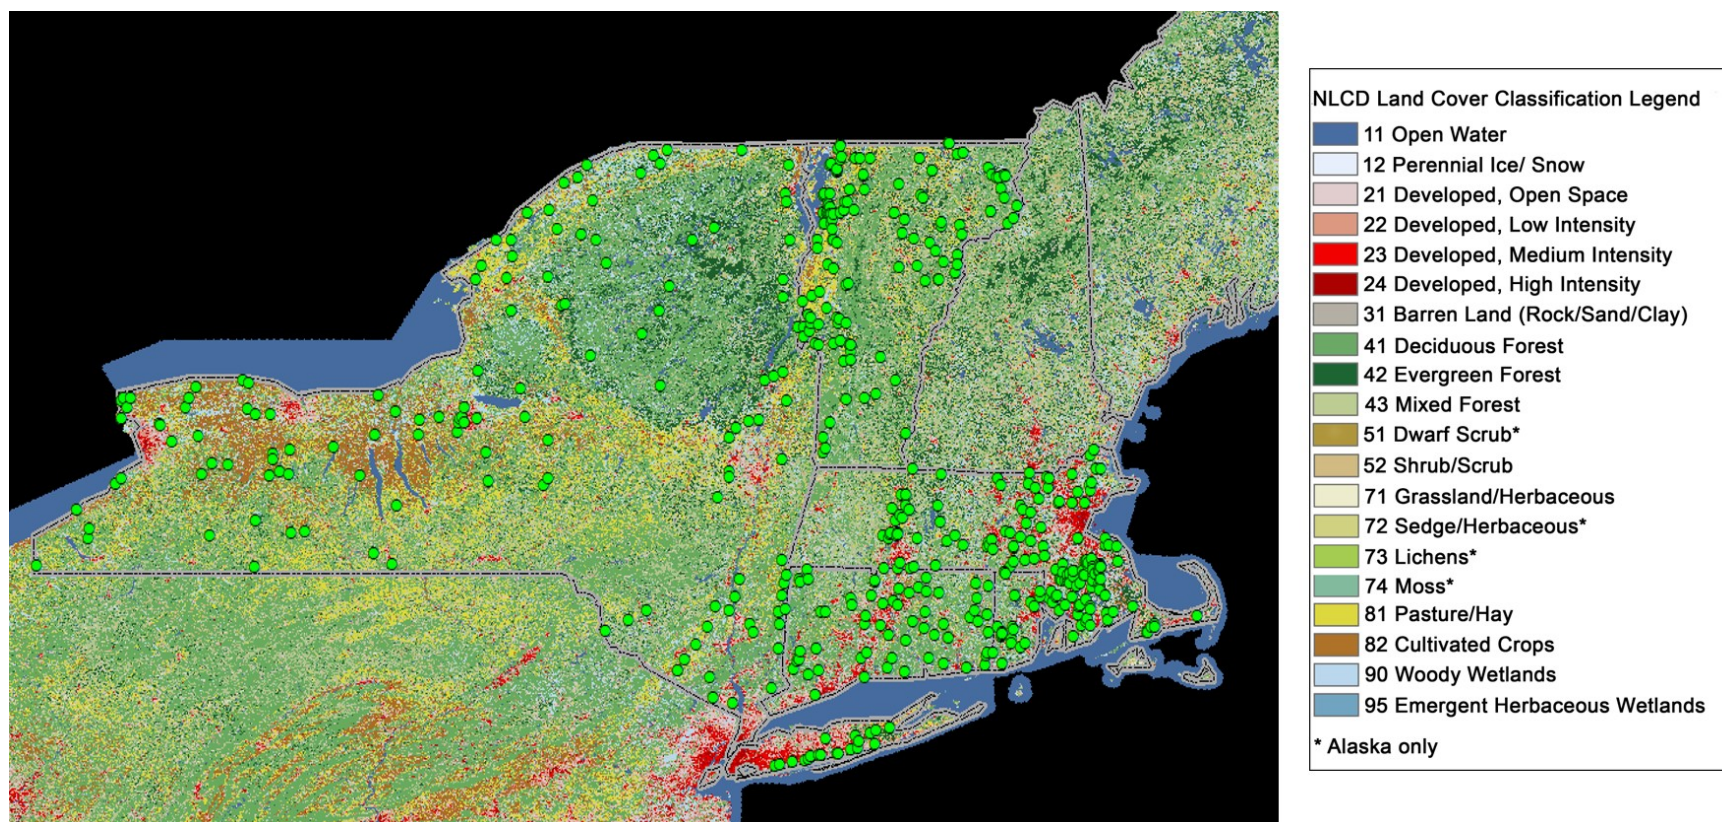 NLCD Land Cover Classification Legend
11 Open Water
12 Perennial Ice/ Snow
21 Developed, Open Space
22 Developed, Low Intensity
23 Developed, Medium Intensity
24 Developed, High Intensity
31 Barren Land (Rock/Sand/Clay)
41 Deciduous Forest
42 Evergreen Forest
43 Mixed Forest
51 Dwarf Scrub*
52 Shrub/Scrub
71 Grassland/Herbaceous
72 Sedge/Herbaceous*
73 Lichens*
74 Moss*
81 Pasture/Hay
82 Cultivated Crops
90 Woody Wetlands
95 Emergent Herbaceous Wetlands
* Alaska only